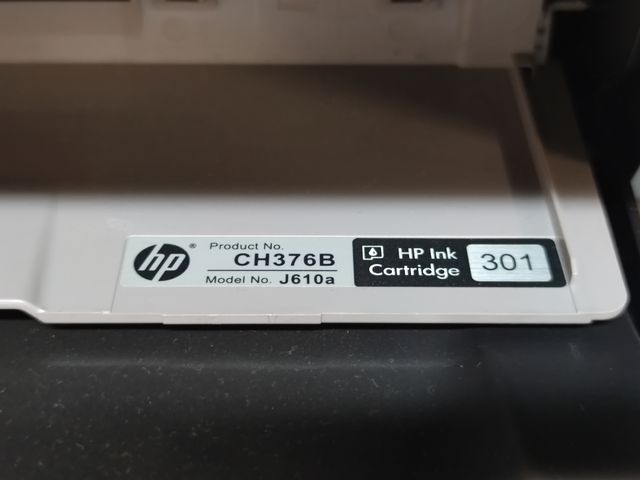 hp®
Product No.
CH376B
Model No. J610a
HP Ink
Cartridge
301